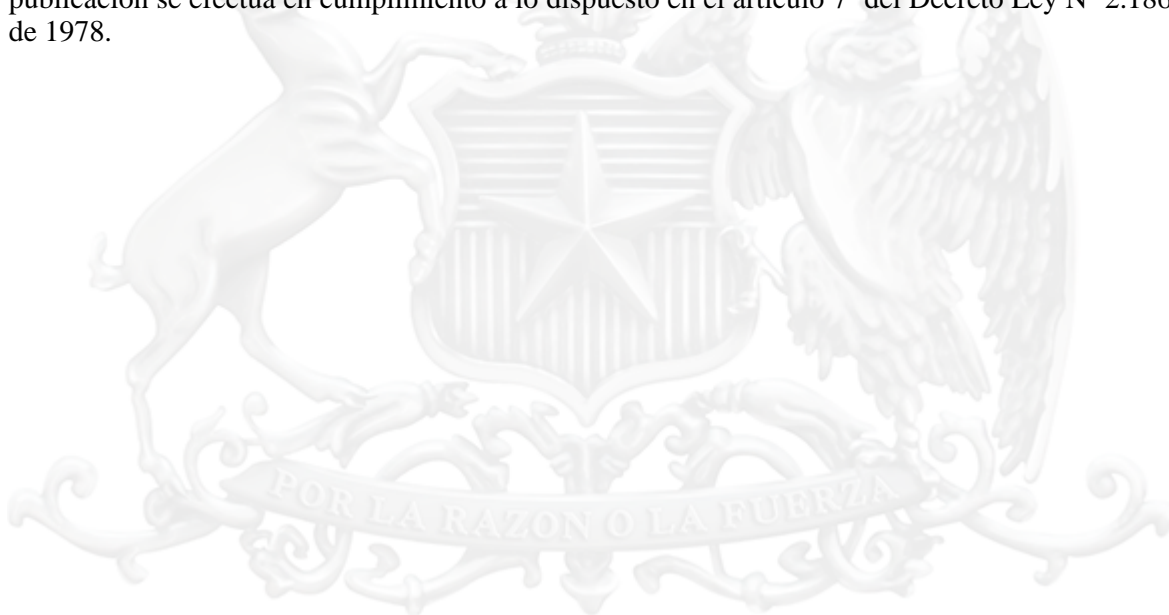 publicación se efectúa en cumplimiento a lo dispuesto en el artículo 7° del Decreto Ley N° 2.186
de 1978.
POR LA RAZON O LA FUERZA